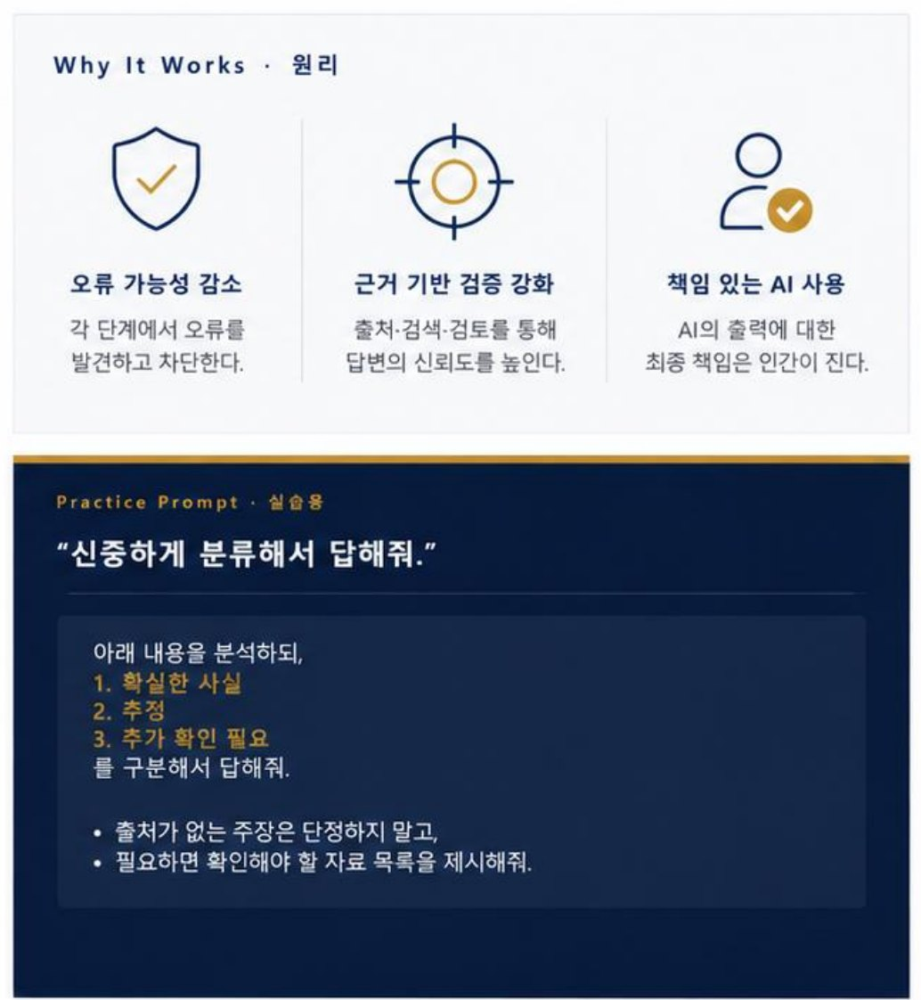 Why It Works · 원리
오류 가능성 감소
각 단계에서 오류를
발견하고 차단한다.
근거 기반 검증 강화
출처·검색·검토를 통해
답변의 신뢰도를 높인다.
책임 있는 AI 사용
AI의 출력에 대한
최종 책임은 인간이 진다.
Practice Prompt · 실습용
“신중하게 분류해서 답해줘.”
아래 내용을 분석하되,
1. 확실한 사실
2. 추정
3. 추가 확인 필요
를 구분해서 답해줘.
• 출처가 없는 주장은 단정하지 말고,
• 필요하면 확인해야 할 자료 목록을 제시해줘.